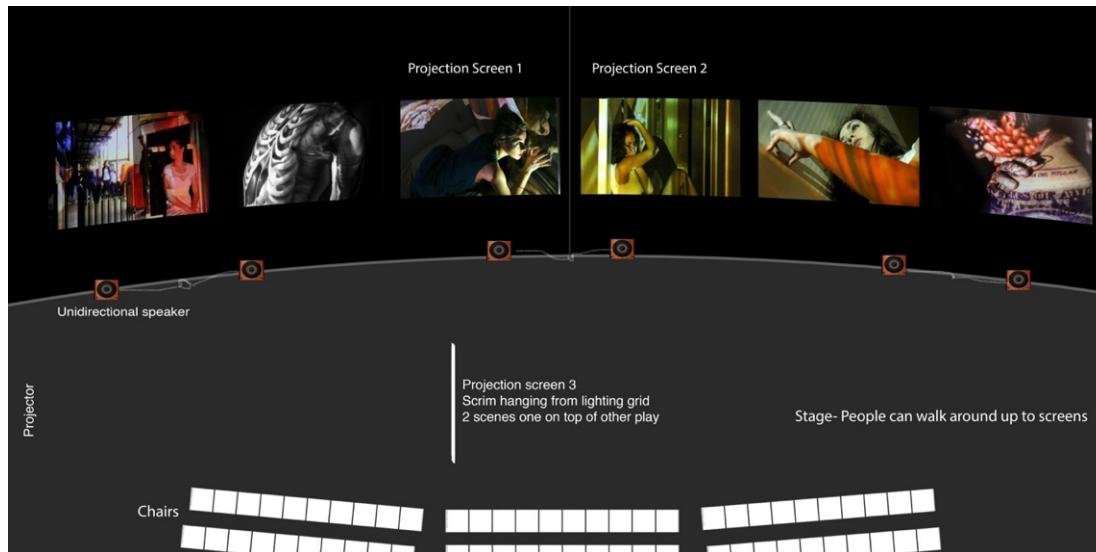 Projection Screen 1
Projection Screen 2
Unidirectional speaker
Projector
Projection screen 3
Scrim hanging from lighting grid
2 scenes one on top of other play
Stage- People can walk around up to screens
Chairs